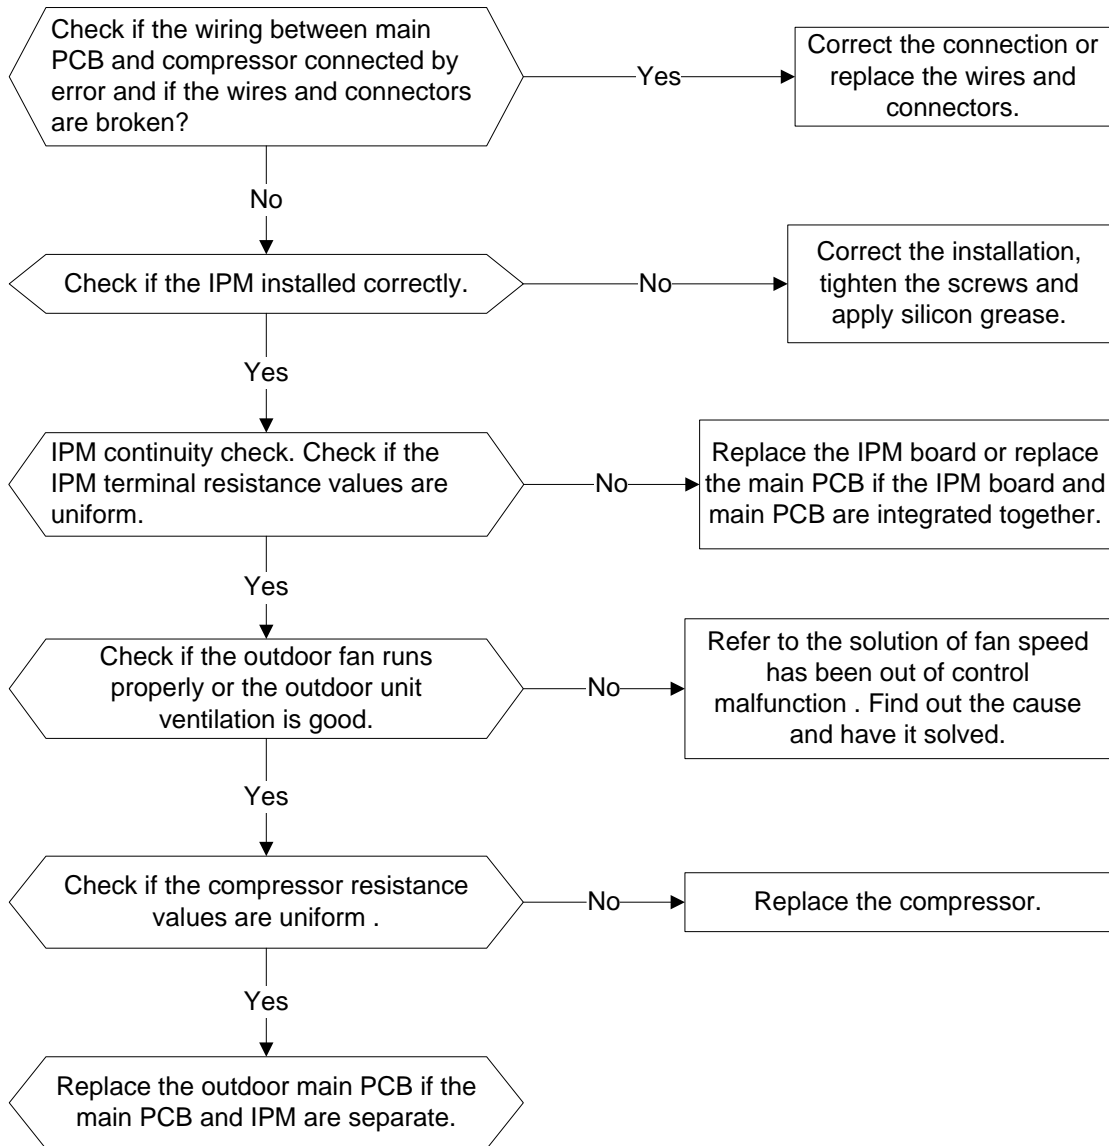 Check if the wiring between main
PCB and compressor connected by
error and if the wires and connectors
are broken?
Yes
Correct the connection or
replace the wires and
connectors.
No
Check if the IPM installed correctly.
No
Correct the installation,
tighten the screws and
apply silicon grease.
Yes
IPM continuity check. Check if the
IPM terminal resistance values are
uniform.
No
Replace the IPM board or replace
the main PCB if the IPM board and
main PCB are integrated together.
Yes
Check if the outdoor fan runs
properly or the outdoor unit
ventilation is good.
No
Refer to the solution of fan speed
has been out of control
malfunction . Find out the cause
and have it solved.
Yes
Check if the compressor resistance
values are uniform .
No
Replace the compressor.
Yes
Replace the outdoor main PCB if the
main PCB and IPM are separate.